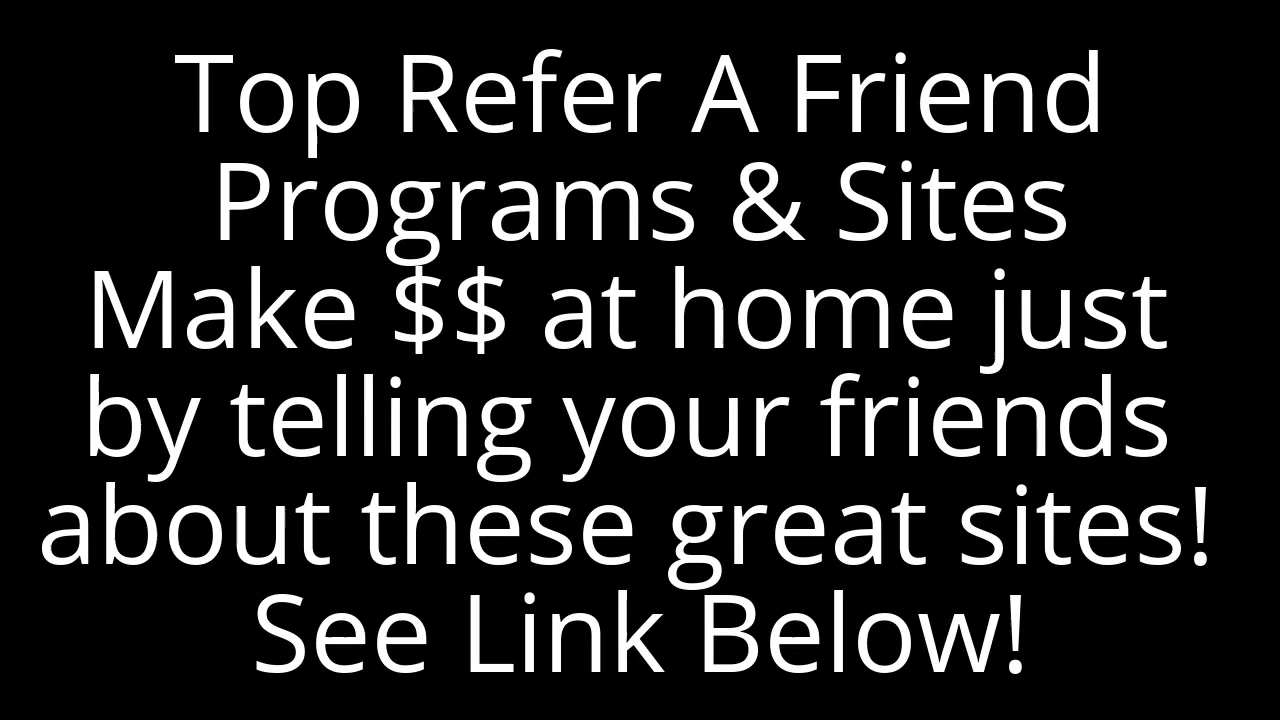 Top Refer A Friend
Programs & Sites
Make $$ at home just
by telling your friends
about these great sites!
See Link Below!